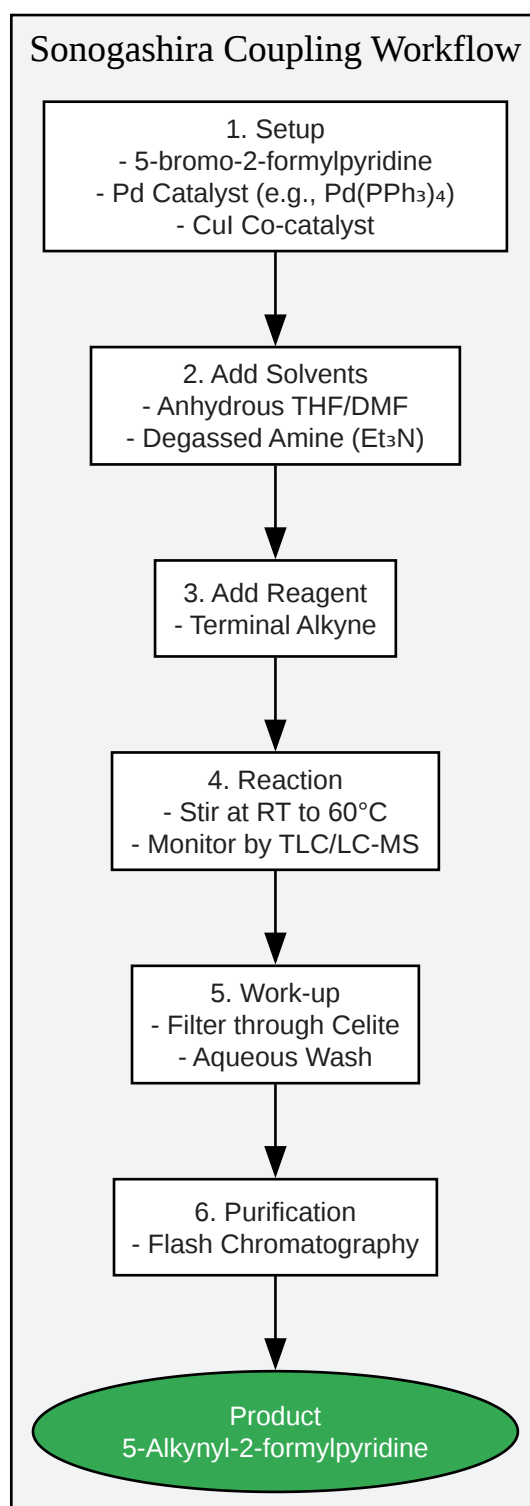 Sonogashira Coupling Workflow
1. Setup
- 5-bromo-2-formylpyridine
- Pd Catalyst (e.g., Pd(PPh₃)₄)
- CuI Co-catalyst
2. Add Solvents
- Anhydrous THF/DMF
- Degassed Amine (Et₃N)
3. Add Reagent
- Terminal Alkyne
4. Reaction
- Stir at RT to 60°C
- Monitor by TLC/LC-MS
5. Work-up
- Filter through Celite
- Aqueous Wash
6. Purification
- Flash Chromatography
Product
5-Alkynyl-2-formylpyridine